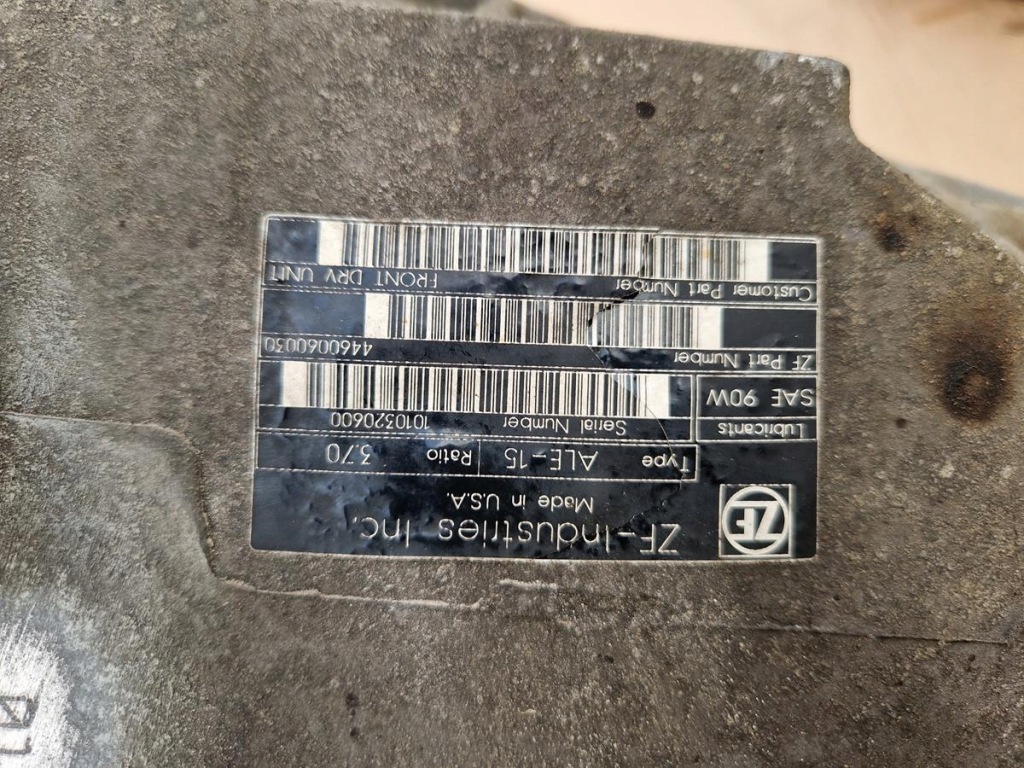 ZF
ZF-Industries, Inc.
Made in U.S.A.
Type ALE-15 Ratio 3.70
Lubricants
SAE 90W
Serial Number 1010320600
ZF Part Number 4460060030
Customer Part Number FRONT DRV UNIT